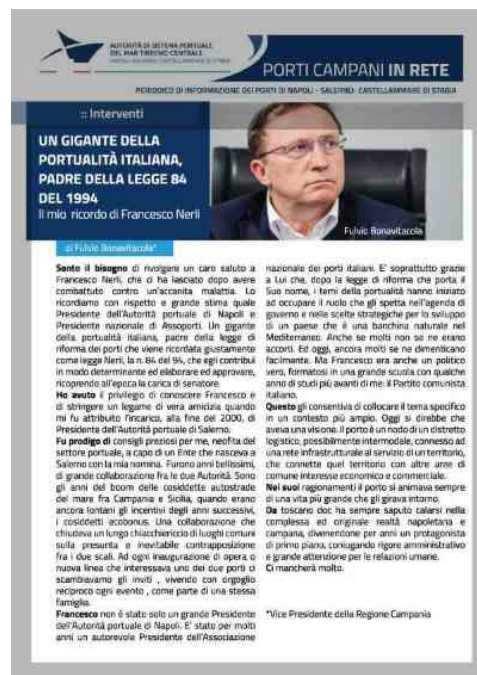 AUTORITÀ DI SISTEMA PORTUALE
DEL MAR TIRRENO CENTRALE
PORTI CAMPANI IN RETE
PERIODICO DI INFORMAZIONE DEI PORTI DI NAPOLI - SALERNO- CASTELLAMMARE DI STABIA
:: Interventi
UN GIGANTE DELLA
PORTUALITÀ ITALIANA,
PADRE DELLA LEGGE 84
DEL 1994
Il mio ricordo di Francesco Nerli
Fulvio Bonavitacola
di Fulvio Bonavitacola*
Sento il bisogno di rivolgere un caro saluto a
Francesco Nerli, che ci ha lasciato dopo avere
combattuto contro un'accanita malattia. Lo
ricordiamo con rispetto e grande stima quale
Presidente dell'Autorità portuale di Napoli e
Presidente nazionale di Assoporti. Un gigante
della portualità italiana, padre della legge di
riforma dei porti che viene ricordata giustamente
come legge Nerli, la n. 84 del 94, che egli contribuì
in modo determinante ed elaborare ed approvare,
ricoprendo all'epoca la carica di senatore.
Ho avuto il privilegio di conoscere Francesco e
di stringere un legame di vera amicizia quando
mi fu attribuito l'incarico, alla fine del 2000, di
Presidente dell'Autorità portuale di Salerno.
Fu prodigo di consigli preziosi per me, neofita del
settore portuale, a capo di un Ente che nasceva a
Salerno con la mia nomina. Furono anni bellissimi,
di grande collaborazione fra le due Autorità. Sono
gli anni del boom delle cosiddette autostrade
del mare fra Campania e Sicilia, quando erano
ancora lontani gli incentivi degli anni successivi,
i cosiddetti ecobonus. Una collaborazione che
chiudeva un lungo chiacchiericcio di luoghi comuni
sulla presunta e inevitabile contrapposizione
fra i due scali. Ad ogni inaugurazione di opera o
nuova linea che interessava uno dei due porti ci
scambiavamo gli inviti , vivendo con orgoglio
reciproco ogni evento , come parte di una stessa
famiglia.
Francesco non è stato solo un grande Presidente
dell'Autorità portuale di Napoli. E' stato per molti
anni un autorevole Presidente dell'Associazione
nazionale dei porti italiani. E' soprattutto grazie
a Lui che, dopo la legge di riforma che porta il
Suo nome, i temi della portualità hanno iniziato
ad occupare il ruolo che gli spetta nell'agenda di
governo e nelle scelte strategiche per lo sviluppo
di un paese che è una banchina naturale nel
Mediterraneo. Anche se molti non se ne erano
accorti. Ed oggi, ancora molti se ne dimenticano
facilmente. Ma Francesco era anche un politico
vero, formatosi in una grande scuola con qualche
anno di studi più avanti di me: il Partito comunista
italiano.
Questo gli consentiva di collocare il tema specifico
in un contesto più ampio. Oggi si direbbe che
aveva una visione. Il porto è un nodo di un distretto
logistico, possibilmente intermodale, connesso ad
una rete infrastrutturale al servizio di un territorio,
che connette quel territorio con altre aree di
comune interesse economico e commerciale.
Nei suoi ragionamenti il porto si animava sempre
di una vita più grande che gli girava intorno.
Da toscano doc ha sempre saputo calarsi nella
complessa ed originale realtà napoletana e
campana, divenendone per anni un protagonista
di primo piano, coniugando rigore amministrativo
e grande attenzione per le relazioni umane.
Ci mancherà molto.
*Vice Presidente della Regione Campania